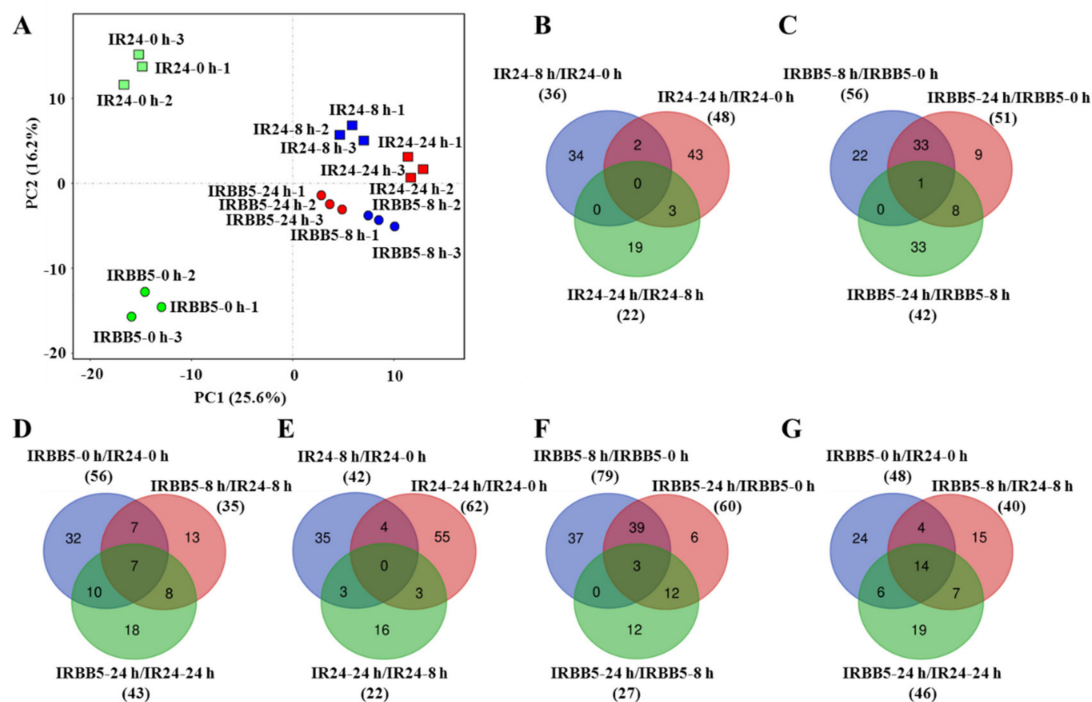 A
IR24-0 h-3
IR24-0 h-1
IR24-0 h-2
IR24-8 h-1
IR24-8 h-2
IR24-8 h-3
IR24-24 h-1
IR24-24 h-3
IR24-24 h-2
IRBB5-24 h-1
IRBB5-24 h-2
IRBB5-24 h-3
IRBB5-8 h-2
IRBB5-8 h-1
IRBB5-8 h-3
IRBB5-0 h-2
IRBB5-0 h-1
IRBB5-0 h-3
PC2 (16.2%)
10
0
-10
-20
-20
-10
0
10
PC1 (25.6%)
B
IR24-8 h/IR24-0 h
(36)
IR24-24 h/IR24-0 h
(48)
34
2
43
0
0
3
19
IR24-24 h/IR24-8 h
(22)
C
IRBB5-8 h/IRBB5-0 h
(56)
IRBB5-24 h/IRBB5-0 h
(51)
22
33
9
1
0
8
33
IRBB5-24 h/IRBB5-8 h
(42)
D
IRBB5-0 h/IR24-0 h
(56)
IRBB5-8 h/IR24-8 h
(35)
32
7
13
7
10
8
18
IRBB5-24 h/IR24-24 h
(43)
E
IR24-8 h/IR24-0 h
(42)
IR24-24 h/IR24-0 h
(62)
35
4
55
0
3
3
16
IR24-24 h/IR24-8 h
(22)
F
IRBB5-8 h/IRBB5-0 h
(79)
IRBB5-24 h/IRBB5-0 h
(60)
37
39
6
3
0
12
12
IRBB5-24 h/IRBB5-8 h
(27)
G
IRBB5-0 h/IR24-0 h
(48)
IRBB5-8 h/IR24-8 h
(40)
24
4
15
14
6
7
19
IRBB5-24 h/IR24-24 h
(46)